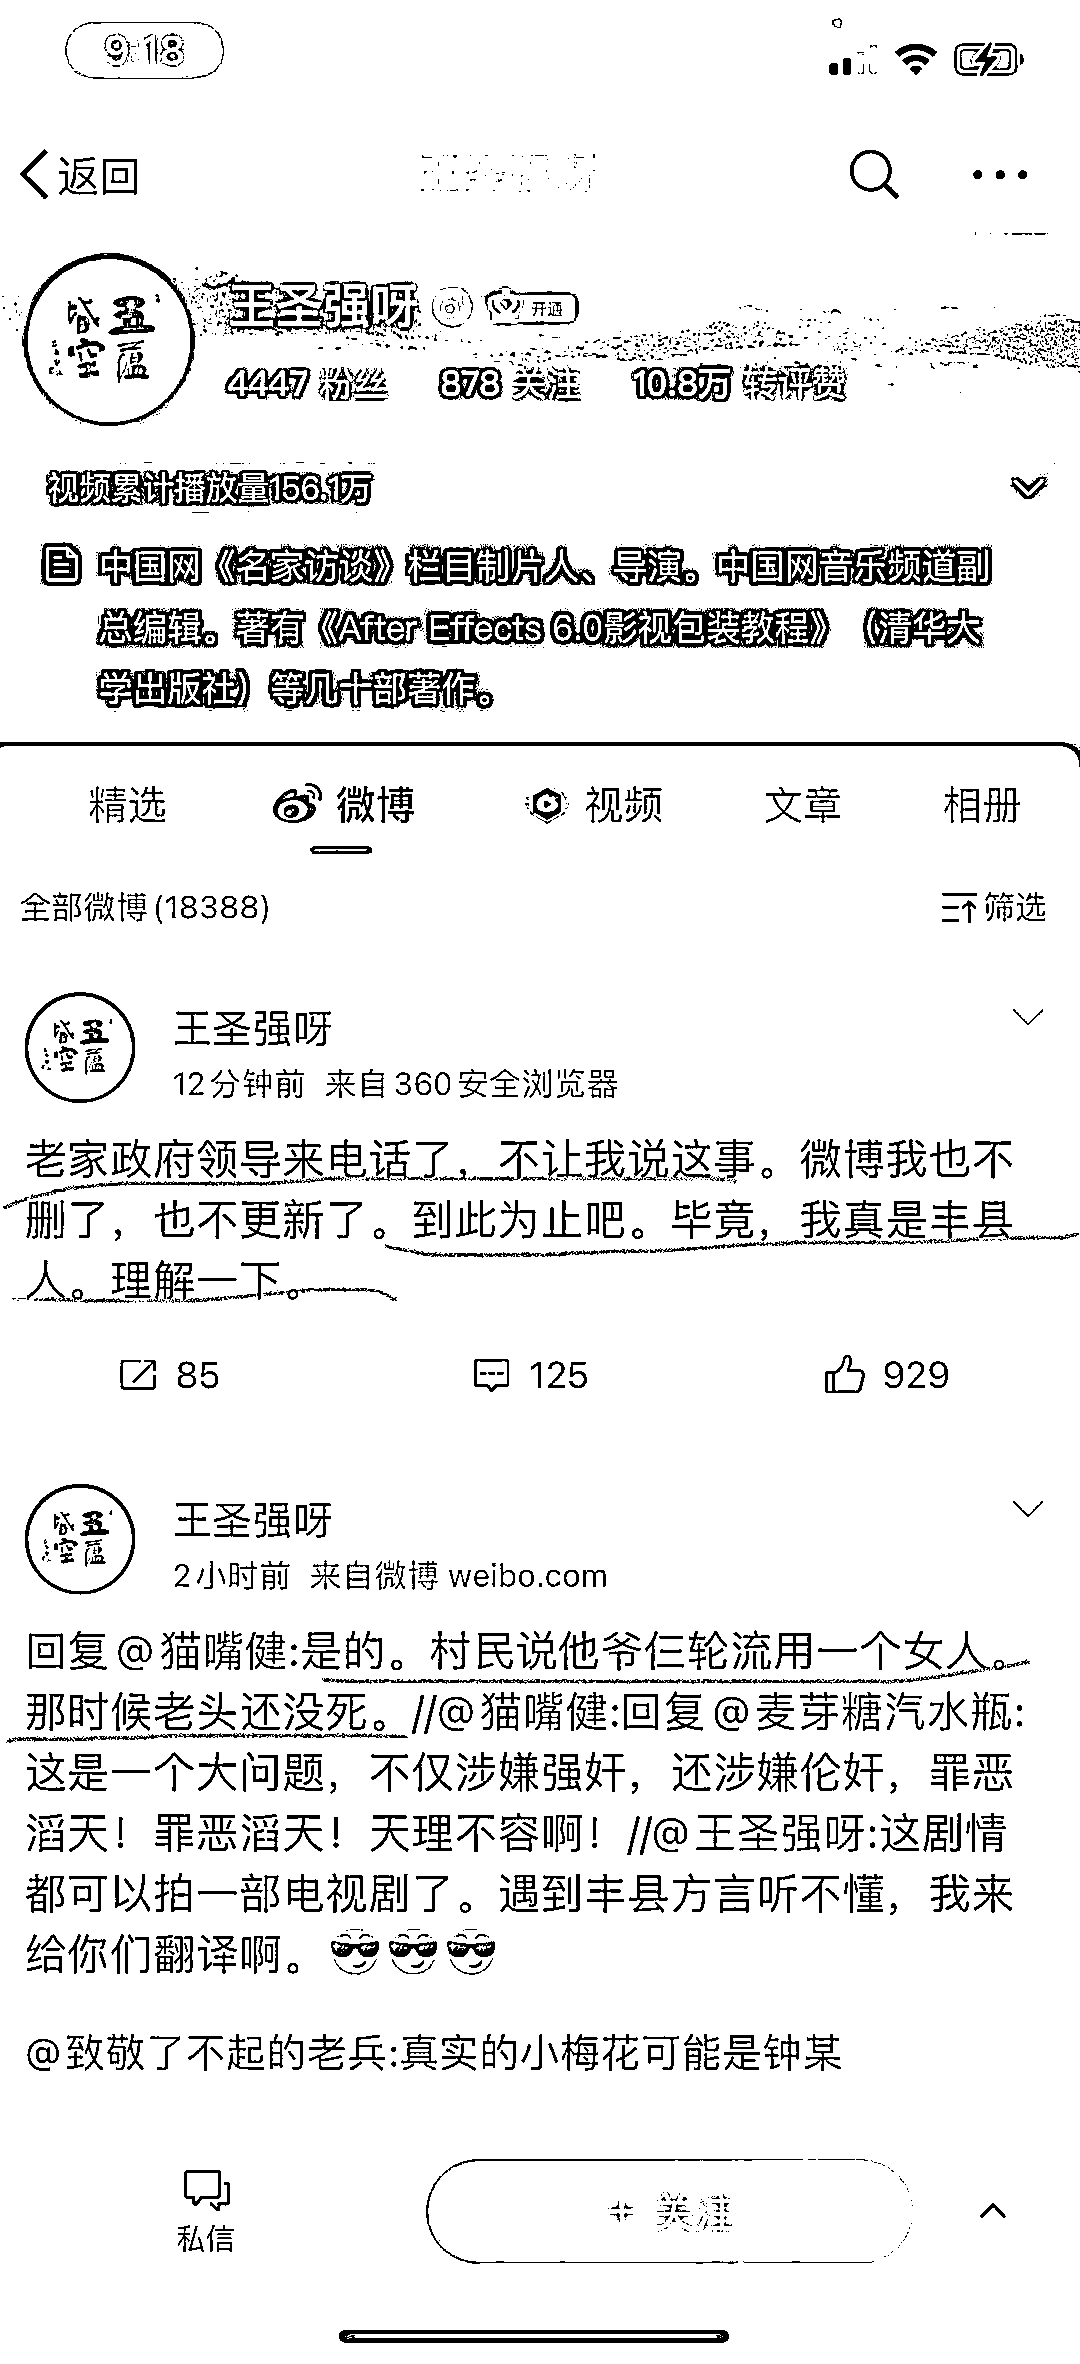 9:18
返回
王圣强呀 开通
4447 粉丝 878 关注 10.8万 转评赞
视频累计播放量156.1万
中国网《名家访谈》栏目制片人、导演。中国网音乐频道副
总编辑。著有《After Effects 6.0影视包装教程》（清华大
学出版社）等几十部著作。
精选 微博 视频 文章 相册
全部微博(18388) 筛选
王圣强呀
12分钟前 来自360安全浏览器
老家政府领导来电话了，不让我说这事。微博我也不
删了，也不更新了。到此为止吧。毕竟，我真是丰县
人。理解一下。
85 125 929
王圣强呀
2小时前 来自微博 weibo.com
回复@猫嘴健:是的。村民说他爷仨轮流用一个女人。
那时候老头还没死。//@猫嘴健:回复@麦芽糖汽水瓶:
这是一个大问题，不仅涉嫌强奸，还涉嫌伦奸，罪恶
滔天！罪恶滔天！天理不容啊！//@王圣强呀:这剧情
都可以拍一部电视剧了。遇到丰县方言听不懂，我来
给你们翻译啊。😎😎😎
@致敬了不起的老兵:真实的小梅花可能是钟某
私信 + 关注